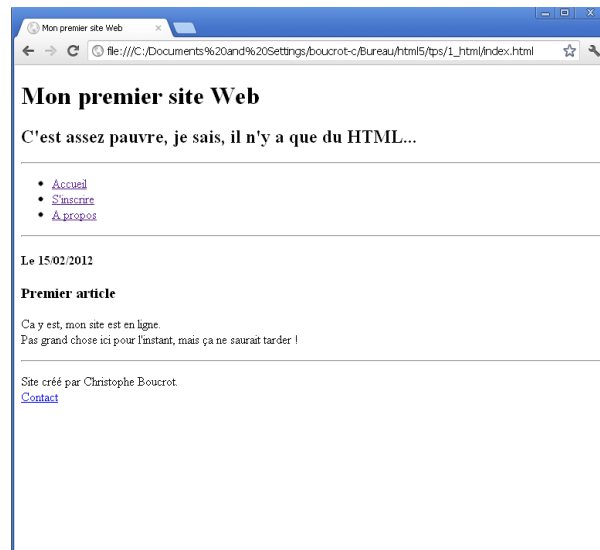 Mon premier site Web
file:///C:/Documents%20and%20Settings/boucrot-c/Bureau/html5/tps/1_html/index.html
Mon premier site Web
C'est assez pauvre, je sais, il n'y a que du HTML...
Accueil
S'inscrire
A propos
Le 15/02/2012
Premier article
Ca y est, mon site est en ligne.
Pas grand chose ici pour l'instant, mais ça ne saurait tarder !
Site créé par Christophe Boucrot.
Contact